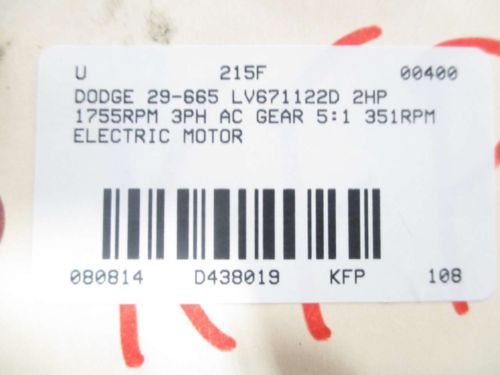 U 215F 00400
DODGE 29-665 LV671122D 2HP
1755RPM 3PH AC GEAR 5:1 351RPM
ELECTRIC MOTOR
080814 D438019 KFP 108